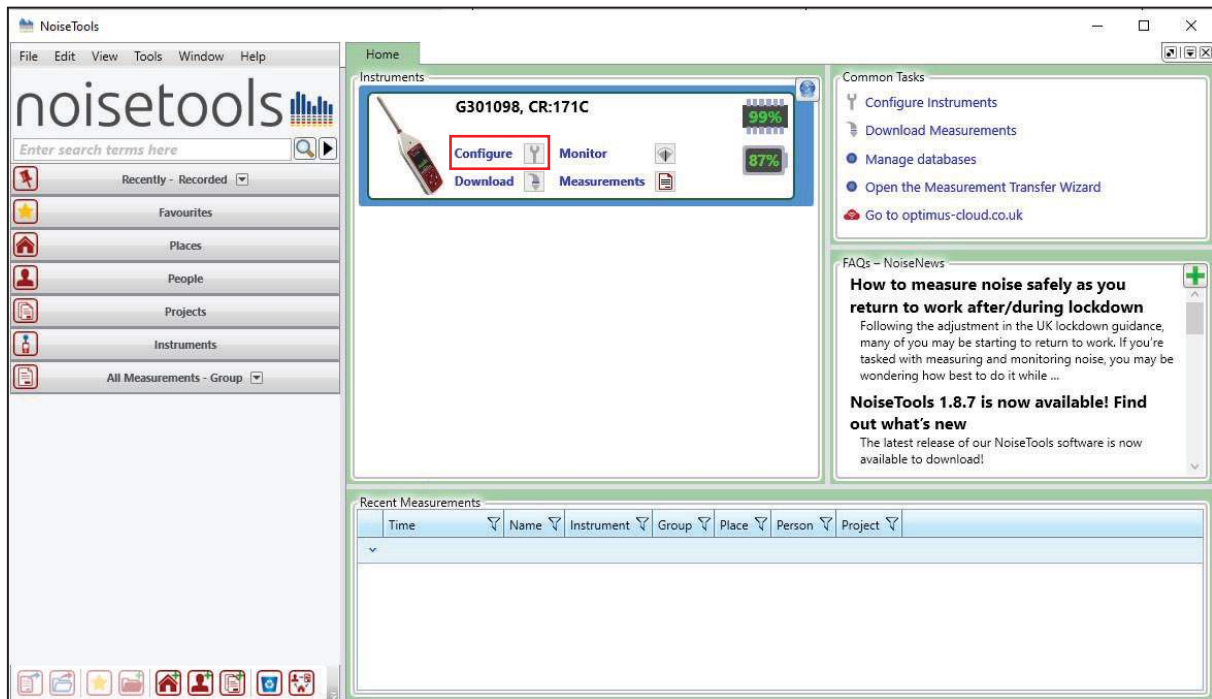 NoiseTools
File Edit View Tools Window Help
noisetools
Enter search terms here
Recently - Recorded
Favourites
Places
People
Projects
Instruments
All Measurements - Group
Home
Instruments
G301098, CR:171C
Configure Monitor
Download Measurements
99%
87%
Common Tasks
Configure Instruments
Download Measurements
Manage databases
Open the Measurement Transfer Wizard
Go to optimus-cloud.co.uk
FAQs – NoiseNews
How to measure noise safely as you
return to work after/during lockdown
Following the adjustment in the UK lockdown guidance,
many of you may be starting to return to work. If you're
tasked with measuring and monitoring noise, you may be
wondering how best to do it while ...
NoiseTools 1.8.7 is now available! Find
out what's new
The latest release of our NoiseTools software is now
available to download!
Recent Measurements
Time Name Instrument Group Place Person Project